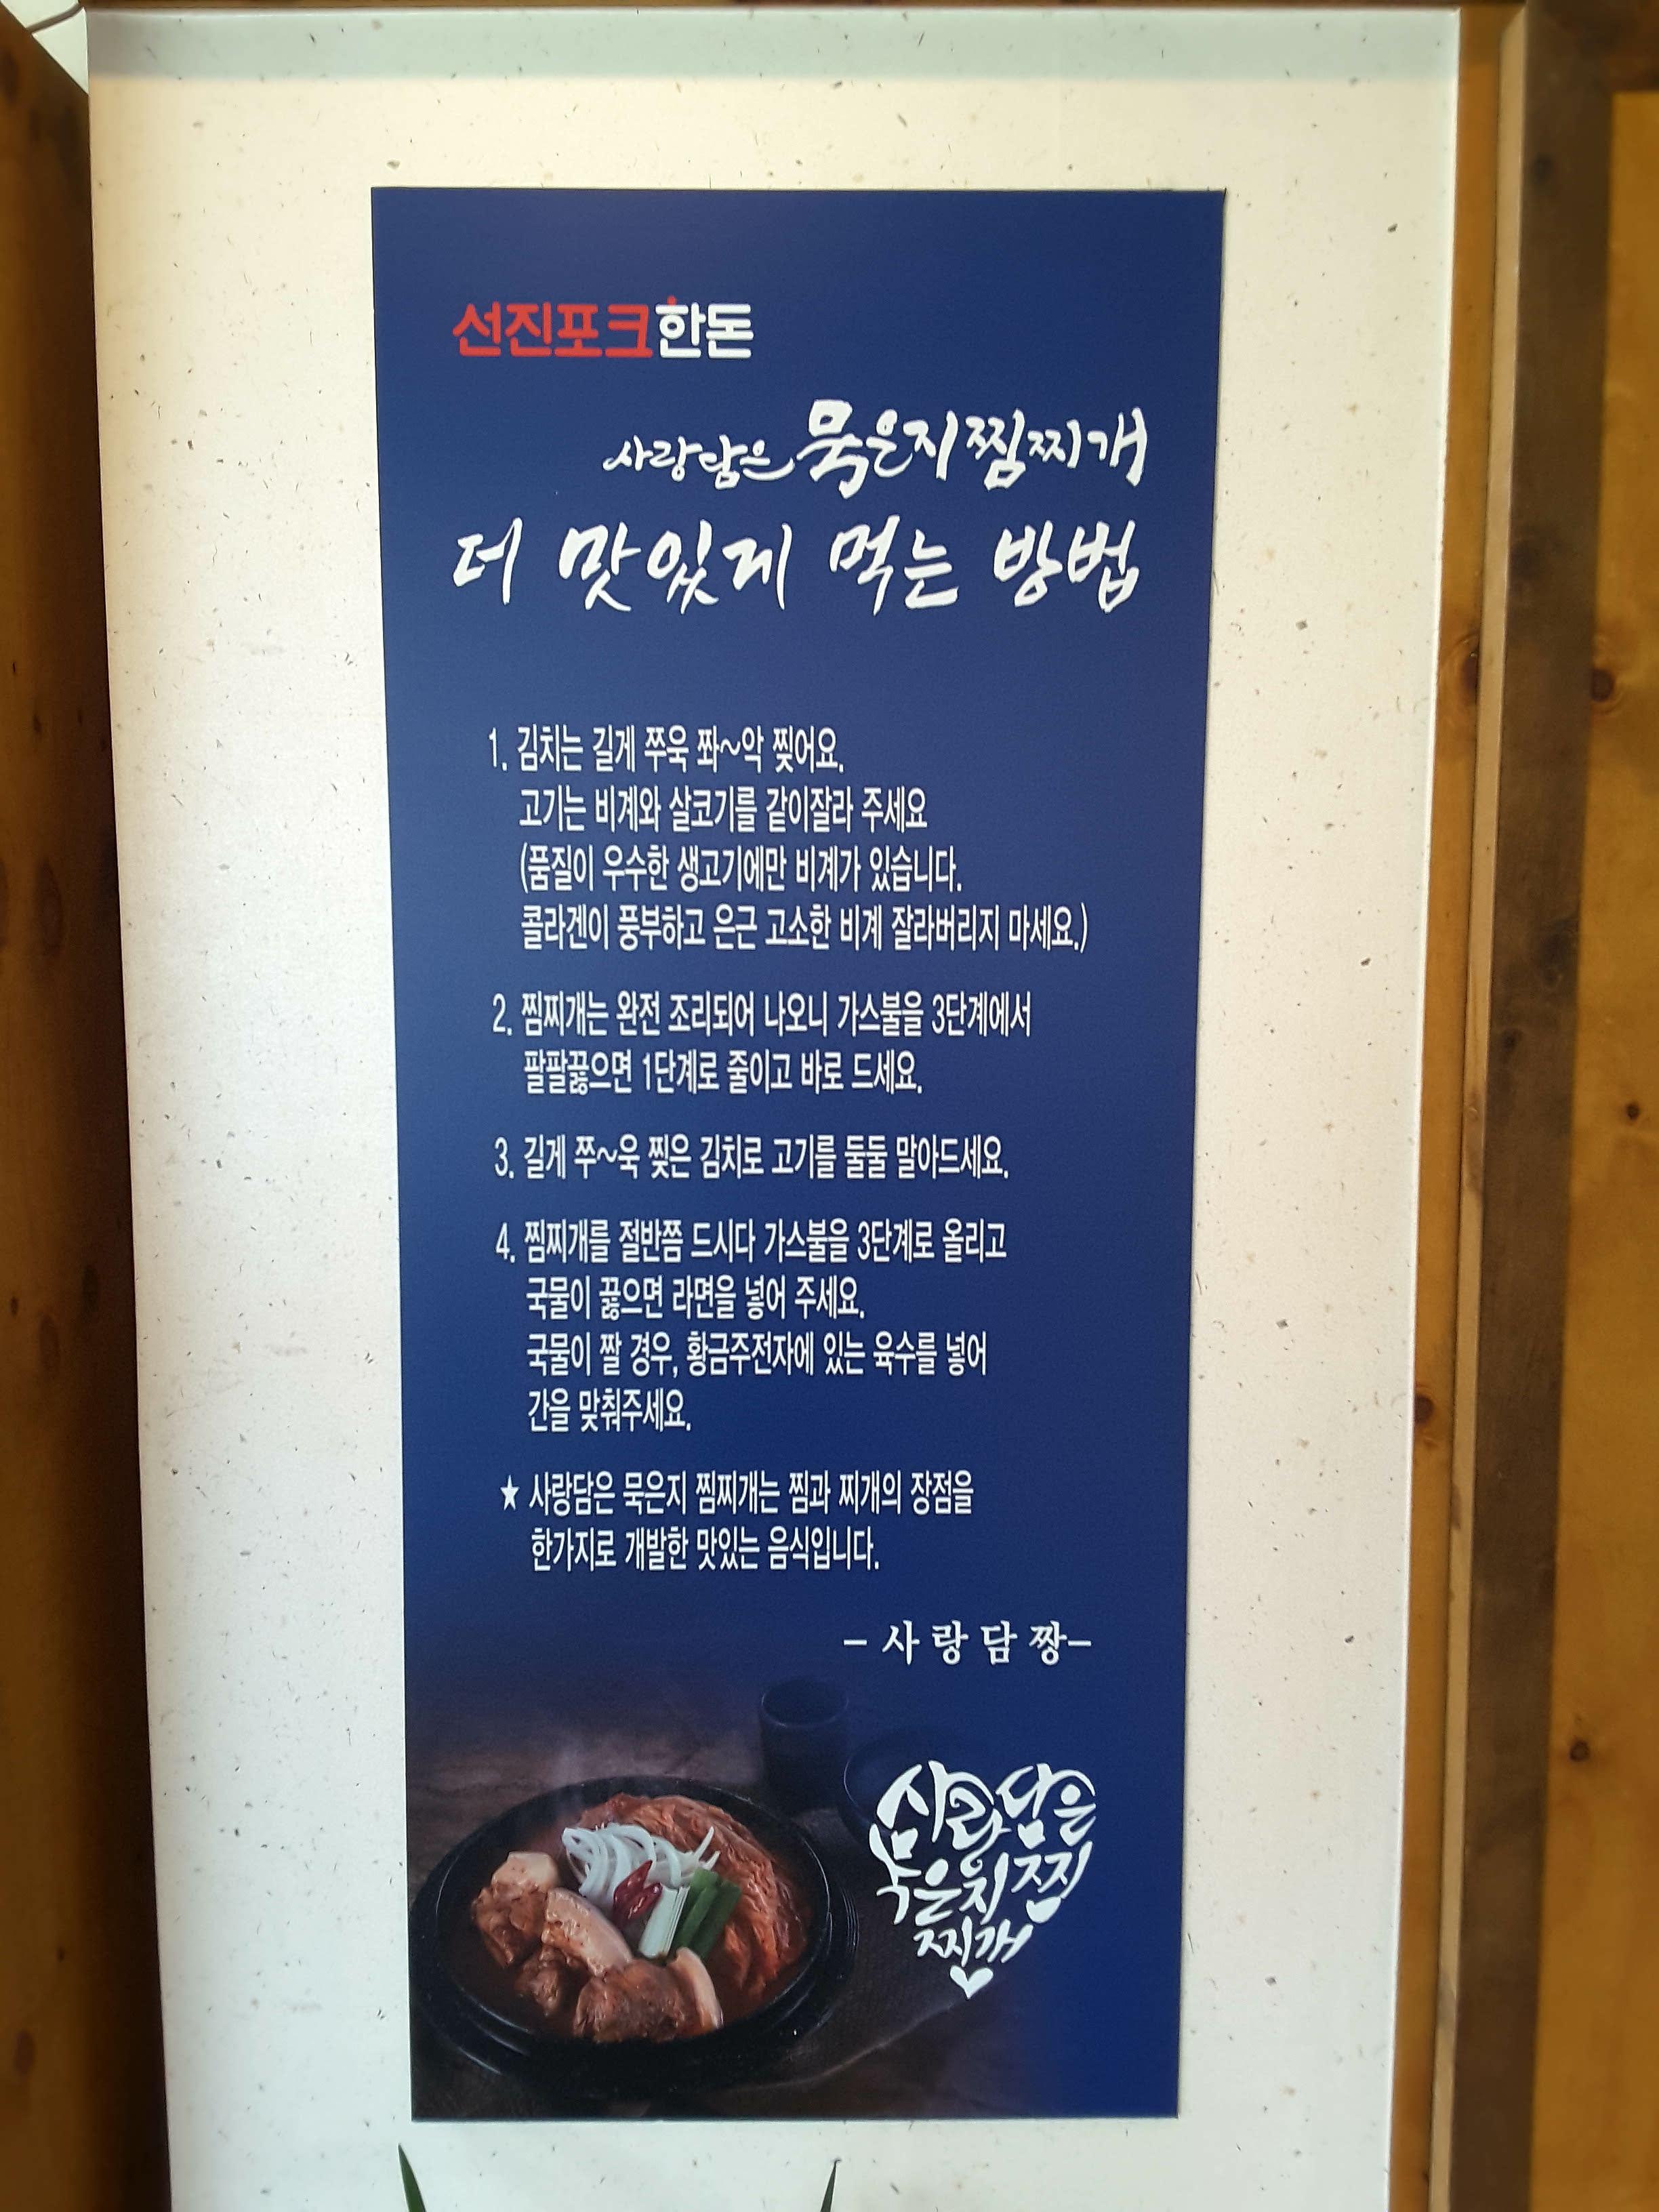 선진포크한돈
사랑담은 묵은지찜찌개
더 맛있게 먹는 방법
1. 김치는 길게 쭈욱 쫘~악 찢어요.
고기는 비계와 살코기를 같이잘라 주세요
(품질이 우수한 생고기에만 비계가 있습니다.
콜라겐이 풍부하고 은근 고소한 비계 잘라버리지 마세요.)
2. 찜찌개는 완전 조리되어 나오니 가스불을 3단계에서
팔팔끓으면 1단계로 줄이고 바로 드세요.
3. 길게 쭈~욱 찢은 김치로 고기를 둘둘 말아드세요.
4. 찜찌개를 절반쯤 드시다 가스불을 3단계로 올리고
국물이 끓으면 라면을 넣어 주세요.
국물이 짤 경우, 황금주전자에 있는 육수를 넣어
간을 맞춰주세요.
★ 사랑담은 묵은지 찜찌개는 찜과 찌개의 장점을
한가지로 개발한 맛있는 음식입니다.
- 사 랑 담 짱-
사랑담은
묵은지찜
찌개